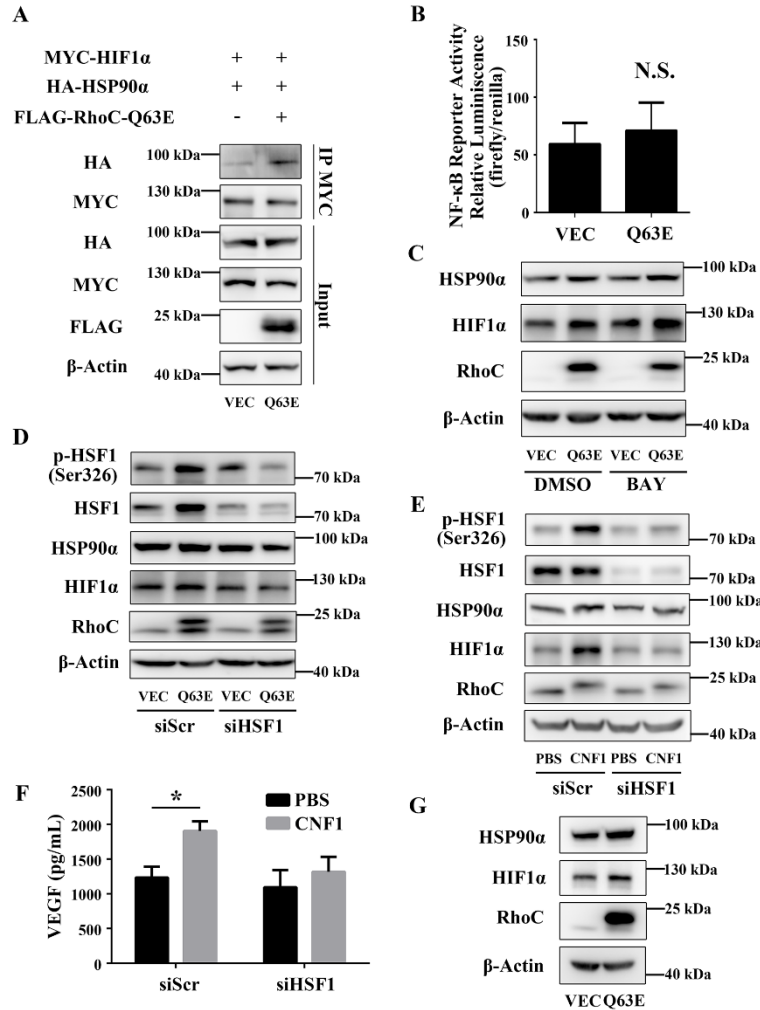 A
MYC-HIF1α + +
HA-HSP90α + +
FLAG-RhoC-Q63E - +
HA 100 kDa
MYC 130 kDa
IP MYC
HA 100 kDa
MYC 130 kDa
FLAG 25 kDa
β-Actin 40 kDa
Input
VEC Q63E
B
NF-κB Reporter Activity
Relative Luminiscence
(firefly/renilla)
150
100
50
0
N.S.
VEC Q63E
C
HSP90α 100 kDa
HIF1α 130 kDa
RhoC 25 kDa
β-Actin 40 kDa
VEC Q63E VEC Q63E
DMSO BAY
D
p-HSF1
(Ser326) 70 kDa
HSF1 70 kDa
HSP90α 100 kDa
HIF1α 130 kDa
RhoC 25 kDa
β-Actin 40 kDa
VEC Q63E VEC Q63E
siScr siHSF1
E
p-HSF1
(Ser326) 70 kDa
HSF1 70 kDa
HSP90α 100 kDa
HIF1α 130 kDa
RhoC 25 kDa
β-Actin 40 kDa
PBS CNF1 PBS CNF1
siScr siHSF1
F
VEGF (pg/mL)
2500
2000
1500
1000
500
0
*
PBS
CNF1
siScr siHSF1
G
HSP90α 100 kDa
HIF1α 130 kDa
RhoC 25 kDa
β-Actin 40 kDa
VEC Q63E